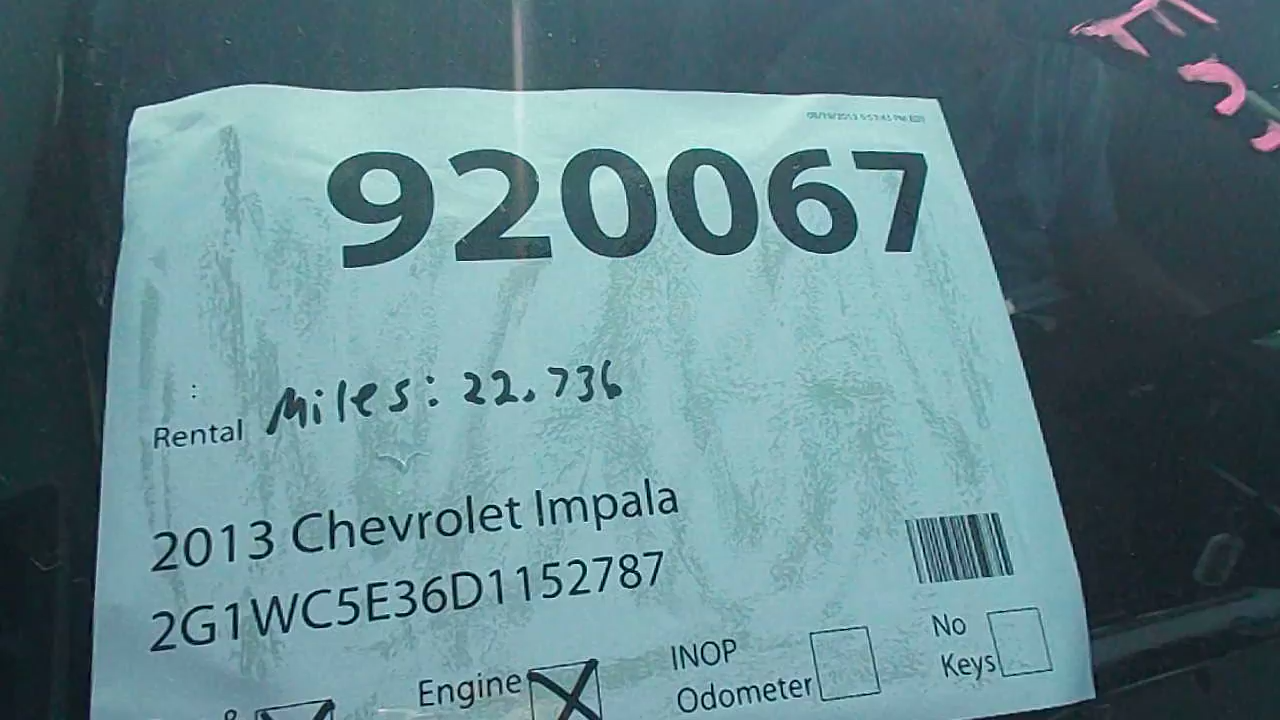 920067
Rental Miles: 22,736
2013 Chevrolet Impala
2G1WC5E36D1152787
Engine
INOP
Odometer
No
Keys